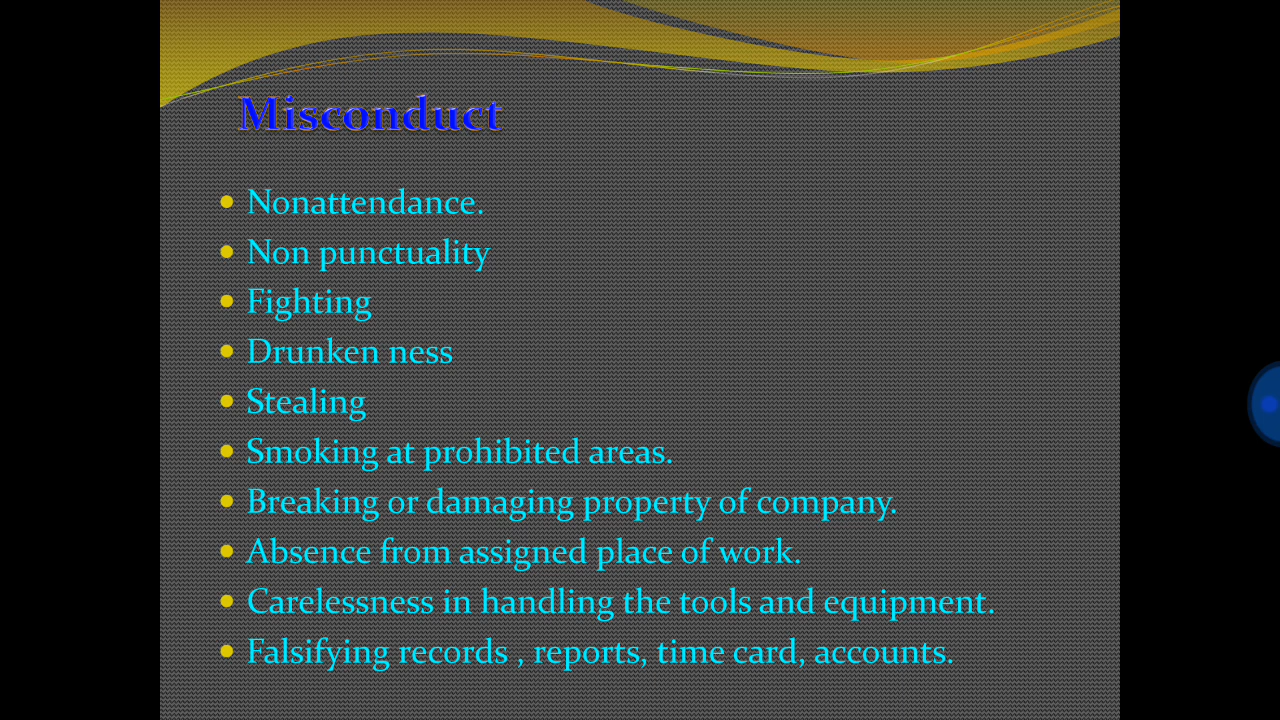 Misconduct
• Nonattendance.
• Non punctuality
• Fighting
• Drunken ness
• Stealing
• Smoking at prohibited areas.
• Breaking or damaging property of company.
• Absence from assigned place of work.
• Carelessness in handling the tools and equipment.
• Falsifying records , reports, time card, accounts.